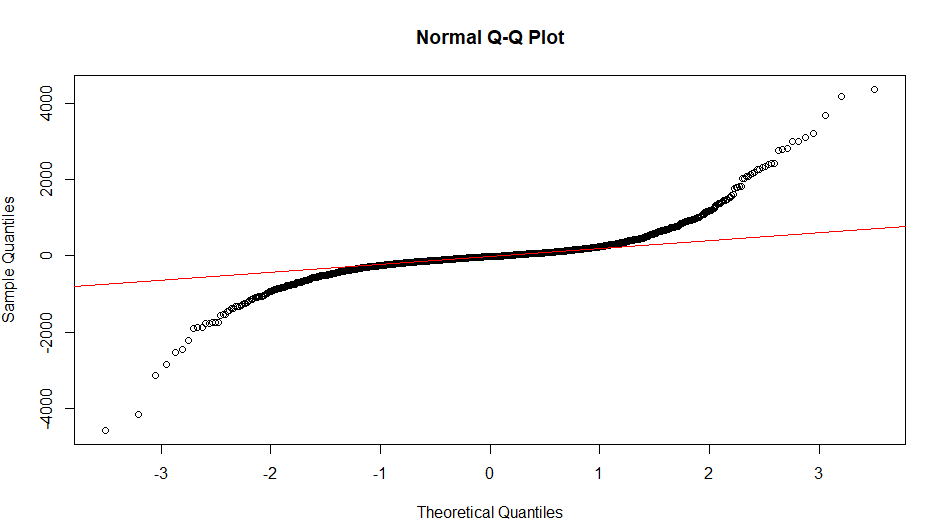 Normal Q-Q Plot
Sample Quantiles
4000
2000
0
-2000
-4000
-3 -2 -1 0 1 2 3
Theoretical Quantiles